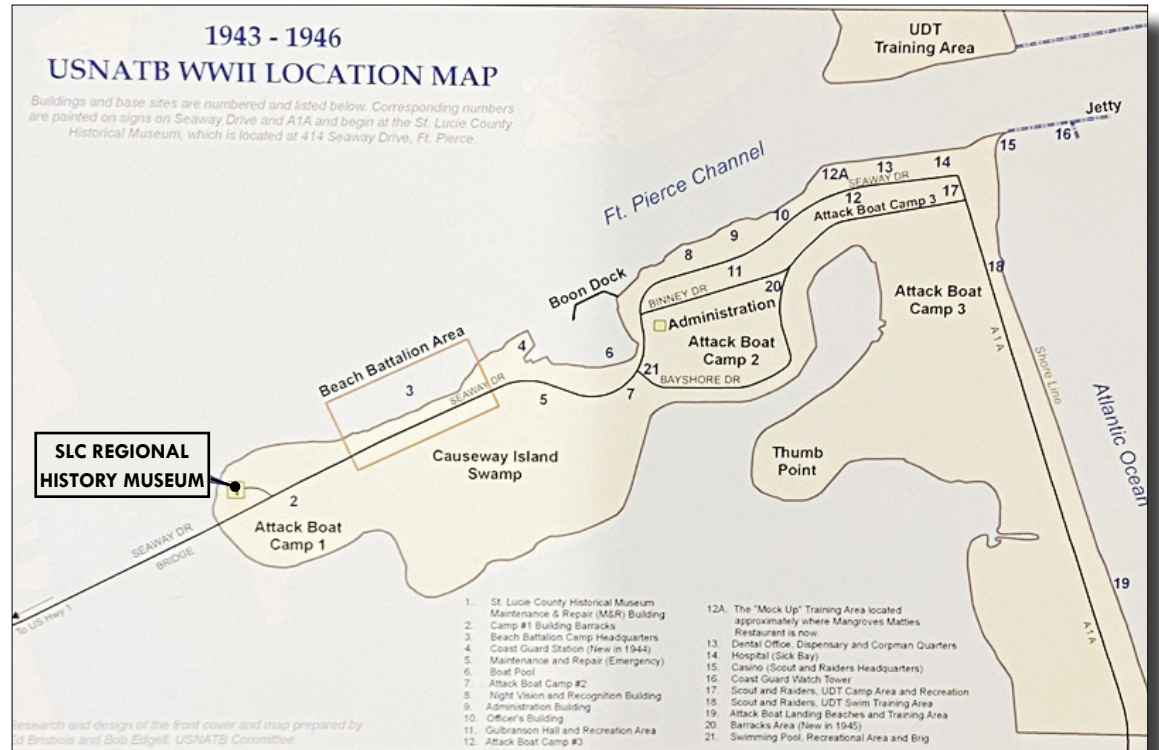 1943 - 1946
USNATB WWII LOCATION MAP
Buildings and base sites are numbered and listed below. Corresponding numbers
are painted on signs on Seaway Drive and A1A and begin at the St. Lucie County
Historical Museum, which is located at 414 Seaway Drive, Ft. Pierce.
UDT
Training Area
Jetty
16
15
Ft. Pierce Channel
14
13
12A
SEAWAY DR
17
12
Attack Boat Camp 3
10
9
8
11
18
Boon Dock
BINNEY DR
20
Administration
Attack Boat
Camp 3
Attack Boat
Camp 2
A1A
Shore Line
Atlantic Ocean
Beach Battalion Area
4
6
21
BAYSHORE DR
3
SEAWAY DR
5
7
SLC REGIONAL
HISTORY MUSEUM
Causeway Island
Swamp
Thumb
Point
2
Attack Boat
Camp 1
SEAWAY DR
BRIDGE
To US Hwy 1
19
A1A
1. St. Lucie County Historical Museum
Maintenance & Repair (M&R) Building
2. Camp #1 Building Barracks
3. Beach Battalion Camp Headquarters
4. Coast Guard Station (New in 1944)
5. Maintenance and Repair (Emergency)
6. Boat Pool
7. Attack Boat Camp #2
8. Night Vision and Recognition Building
9. Administration Building
10. Officer's Building
11. Gulbranson Hall and Recreation Area
12. Attack Boat Camp #3
12A. The "Mock Up" Training Area located
approximately where Mangroves Matties
Restaurant is now
13. Dental Office, Dispensary and Corpman Quarters
14. Hospital (Sick Bay)
15. Casino (Scout and Raiders Headquarters)
16. Coast Guard Watch Tower
17. Scout and Raiders, UDT Camp Area and Recreation
18. Scout and Raiders, UDT Swim Training Area
19. Attack Boat Landing Beaches and Training Area
20. Barracks Area (New in 1945)
21. Swimming Pool, Recreational Area and Brig
Research and design of the front cover and map prepared by
Ed Brisbois and Bob Edgell, USNATB Committee.